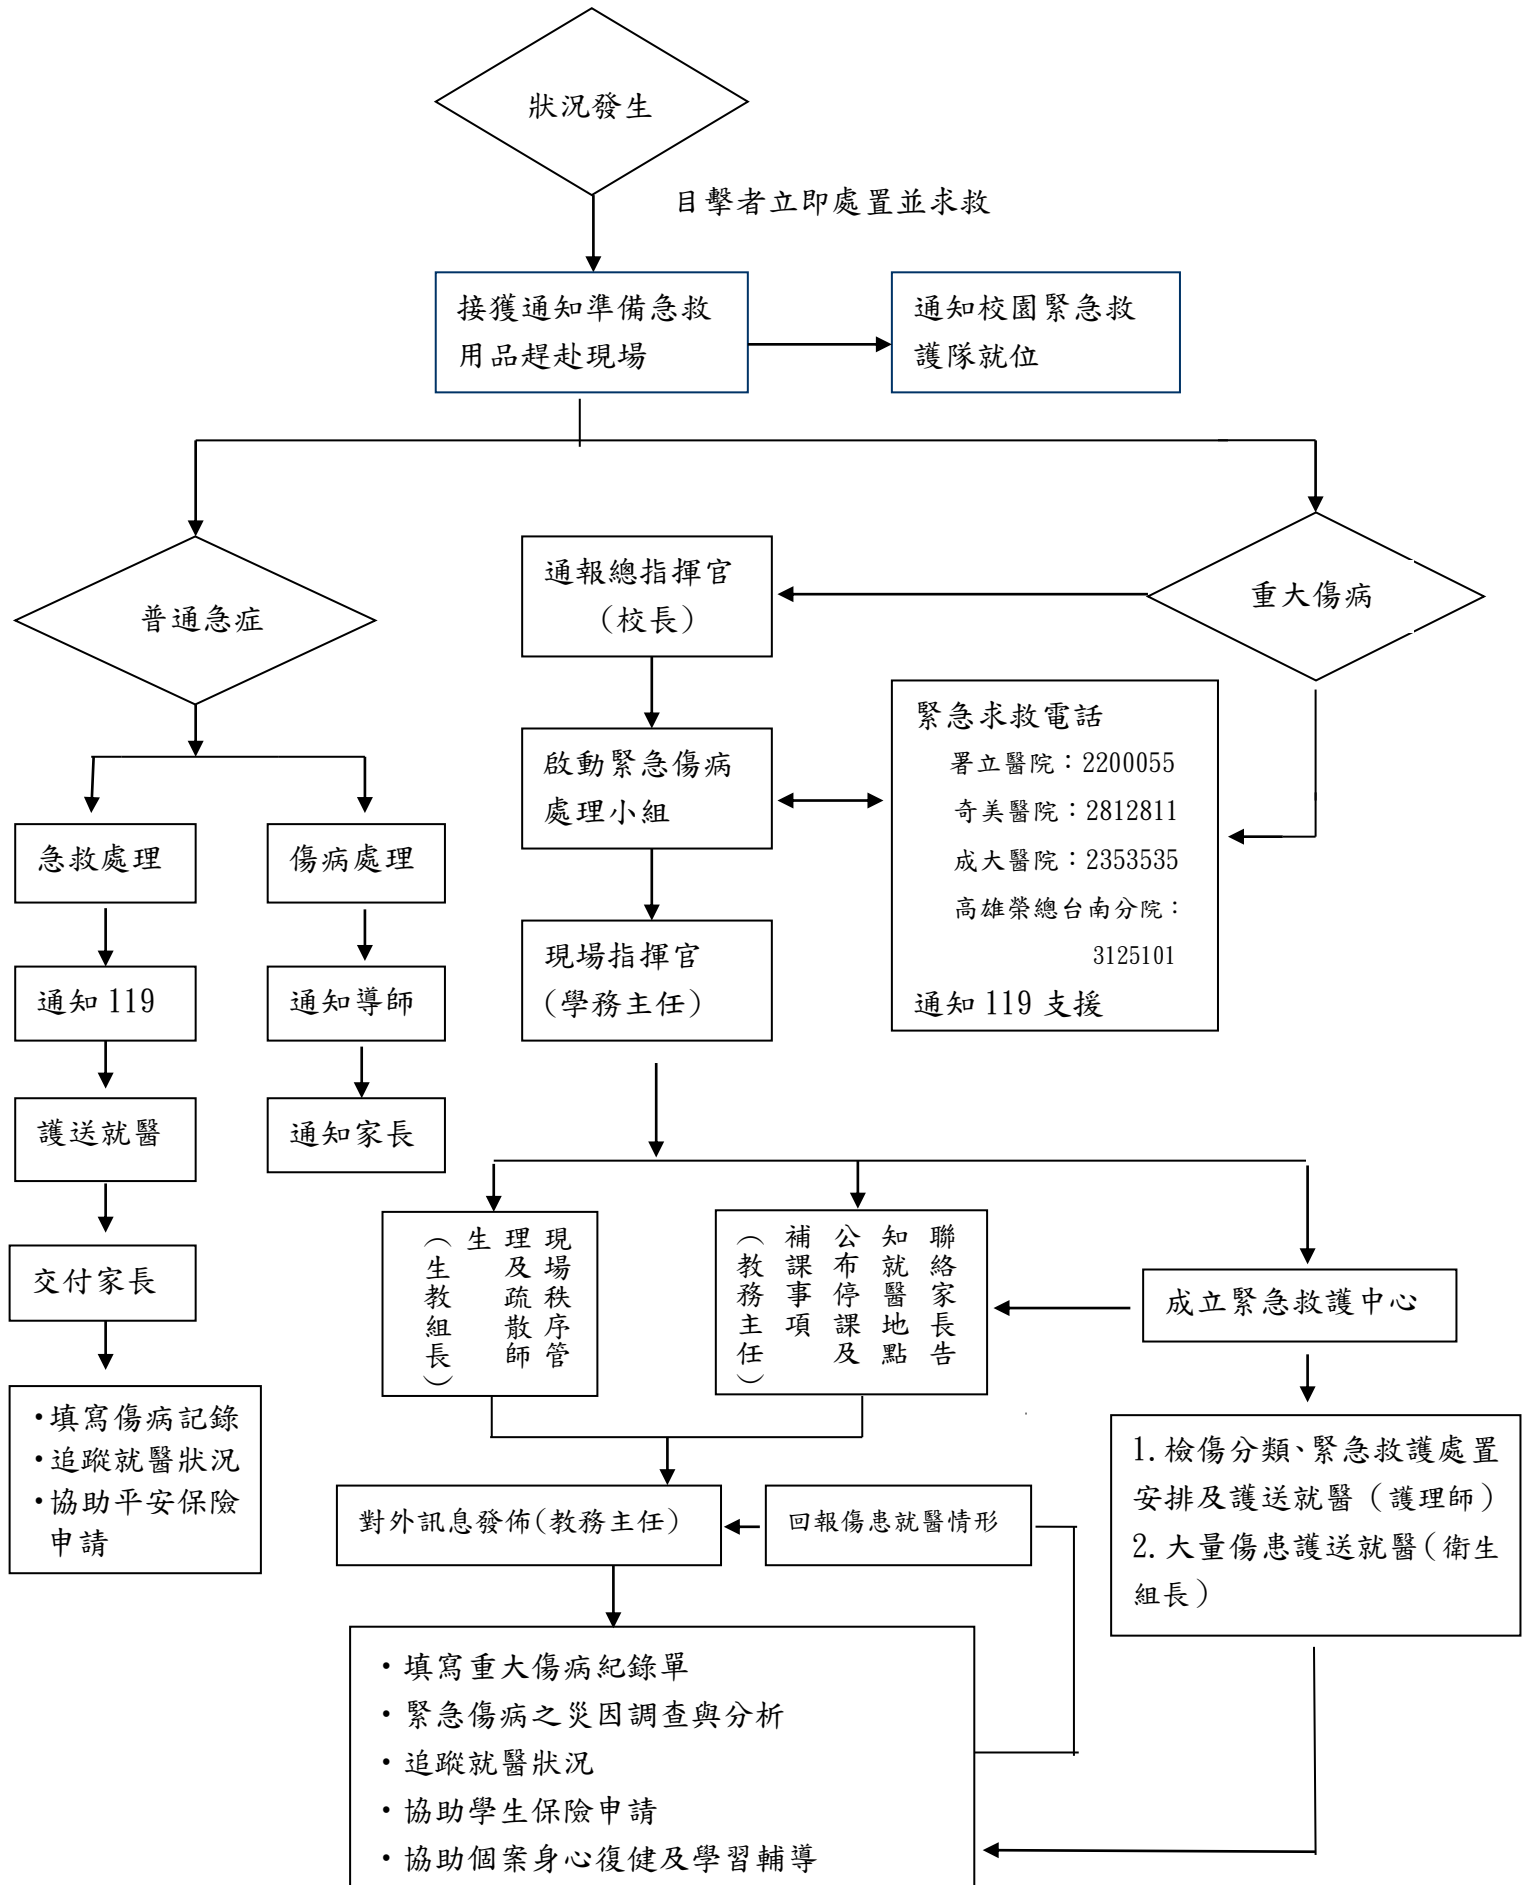 狀況發生
目擊者立即處置並求救
接獲通知準備急救
用品趕赴現場
通知校園緊急救
護隊就位
普通急症
通報總指揮官
（校長）
重大傷病
啟動緊急傷病
處理小組
緊急求救電話
署立醫院：2200055
奇美醫院：2812811
成大醫院：2353535
高雄榮總台南分院：
3125101
通知 119 支援
急救處理
傷病處理
現場指揮官
（學務主任）
通知 119
通知導師
護送就醫
通知家長
交付家長
現場秩序管
理及疏散師
生
（生教組長）
聯絡家長告
知就醫地點
公布停課及
補課事項
（教務主任）
成立緊急救護中心
‧填寫傷病記錄
‧追蹤就醫狀況
‧協助平安保險
申請
1. 檢傷分類、緊急救護處置
安排及護送就醫（護理師）
2. 大量傷患護送就醫（衛生
組長）
對外訊息發佈(教務主任）
回報傷患就醫情形
‧填寫重大傷病紀錄單
‧緊急傷病之災因調查與分析
‧追蹤就醫狀況
‧協助學生保險申請
‧協助個案身心復健及學習輔導